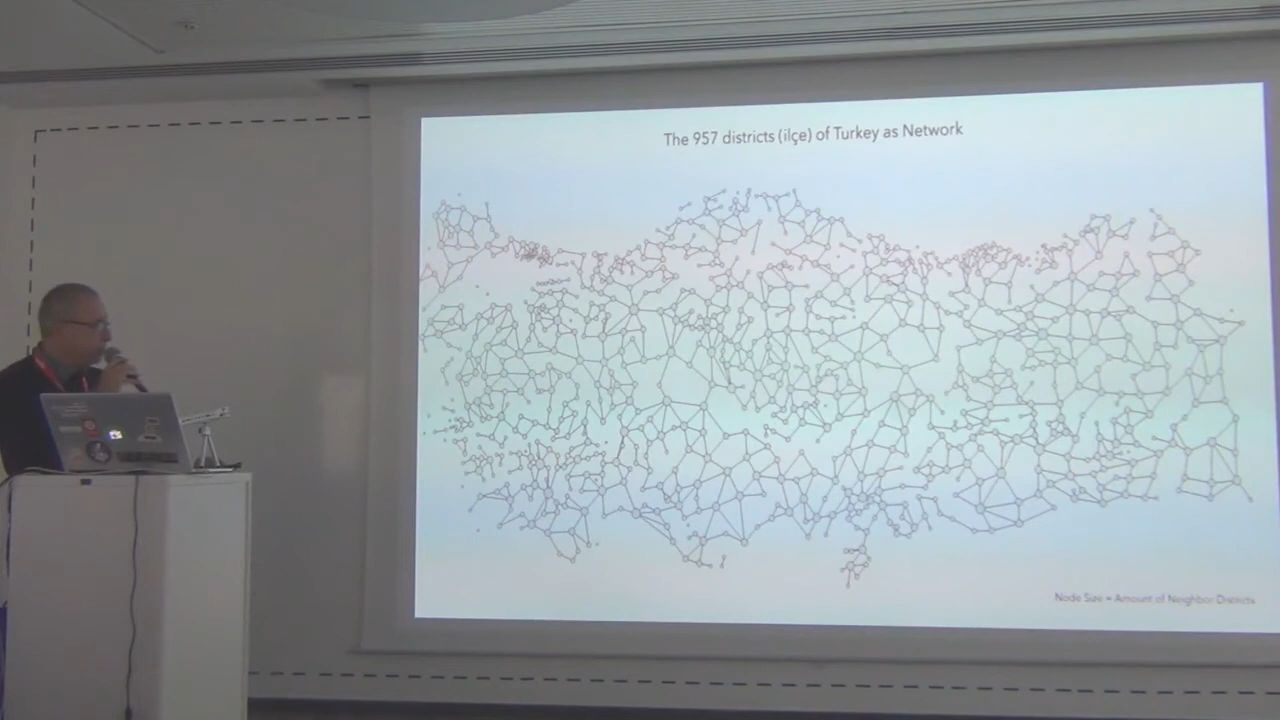 The 957 districts (ilçe) of Turkey as Network
Node Size = Amount of Neighbor Districts